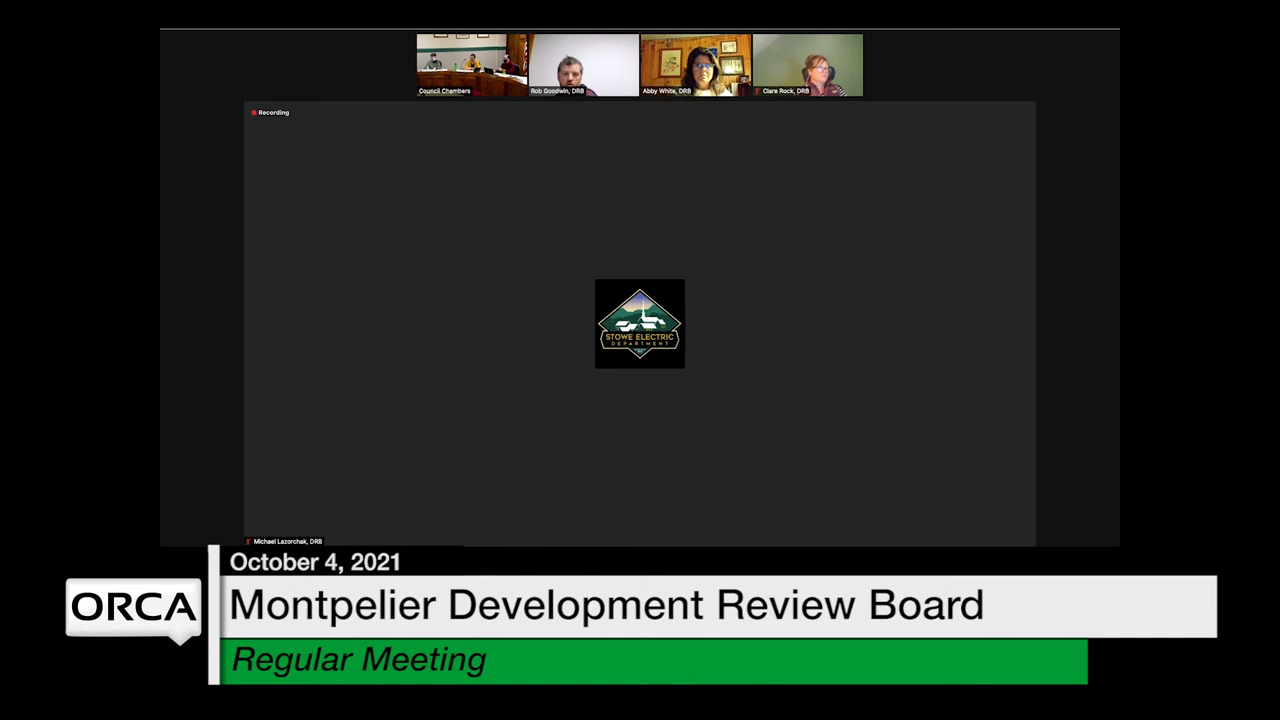 Council Chambers
Rob Goodwin, DRB
Abby White, DRB
Clare Rock, DRB
Recording
STOWE ELECTRIC
DEPARTMENT
Michael Lazorchak, DRB
October 4, 2021
ORCA
Montpelier Development Review Board
Regular Meeting